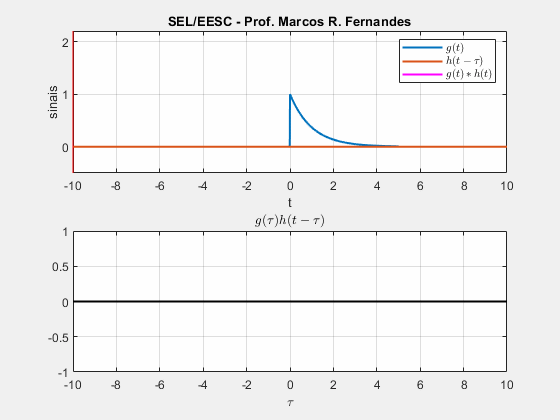 SEL/EESC - Prof. Marcos R. Fernandes
g(t)
h(t − τ)
g(t) ∗ h(t)
sinais
2
1
0
-10 -8 -6 -4 -2 0 2 4 6 8 10
t
g(τ)h(t − τ)
1
0.5
0
-0.5
-1
-10 -8 -6 -4 -2 0 2 4 6 8 10
τ